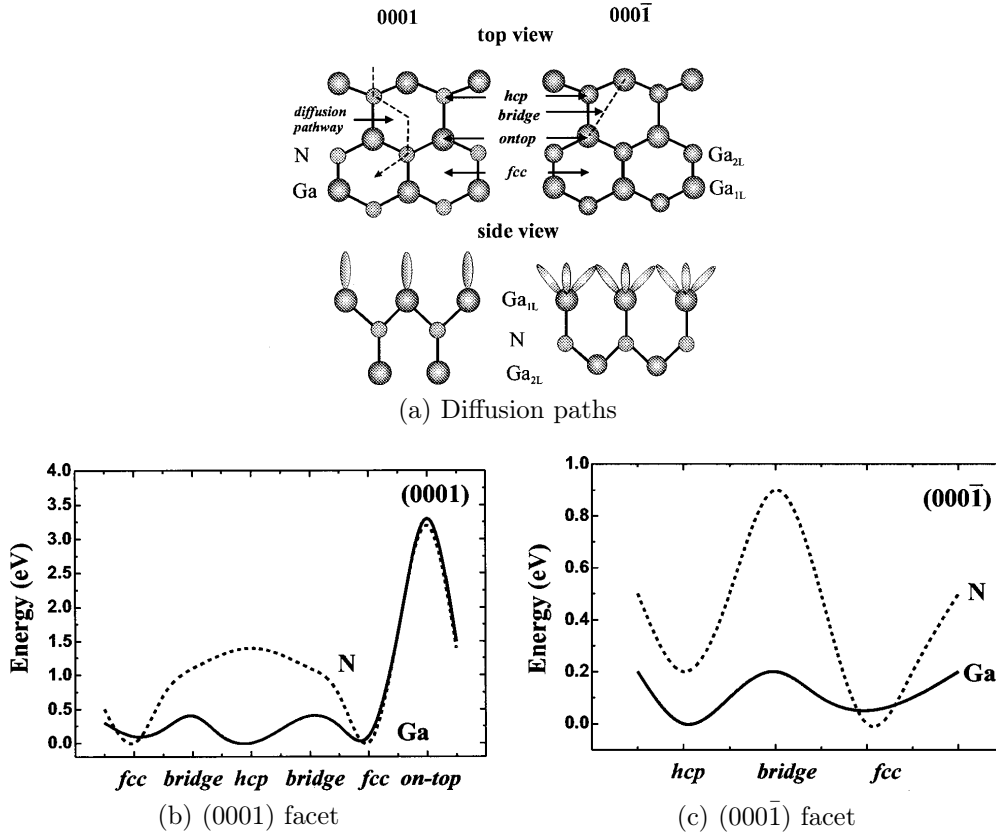 0001 0001̄
top view
hcp
diffusion bridge
pathway
ontop
N Ga2L
fcc
Ga Ga1L
side view
Ga1L
N
Ga2L
(a) Diffusion paths
4.0
(0001)
3.5
3.0
2.5
2.0
1.5
1.0
0.5
0.0
Energy (eV)
N
Ga
fcc bridge hcp bridge fcc on-top
(b) (0001) facet
1.0
(0001̄)
0.8
0.6
0.4
0.2
0.0
Energy (eV)
N
Ga
hcp bridge fcc
(c) (0001̄) facet